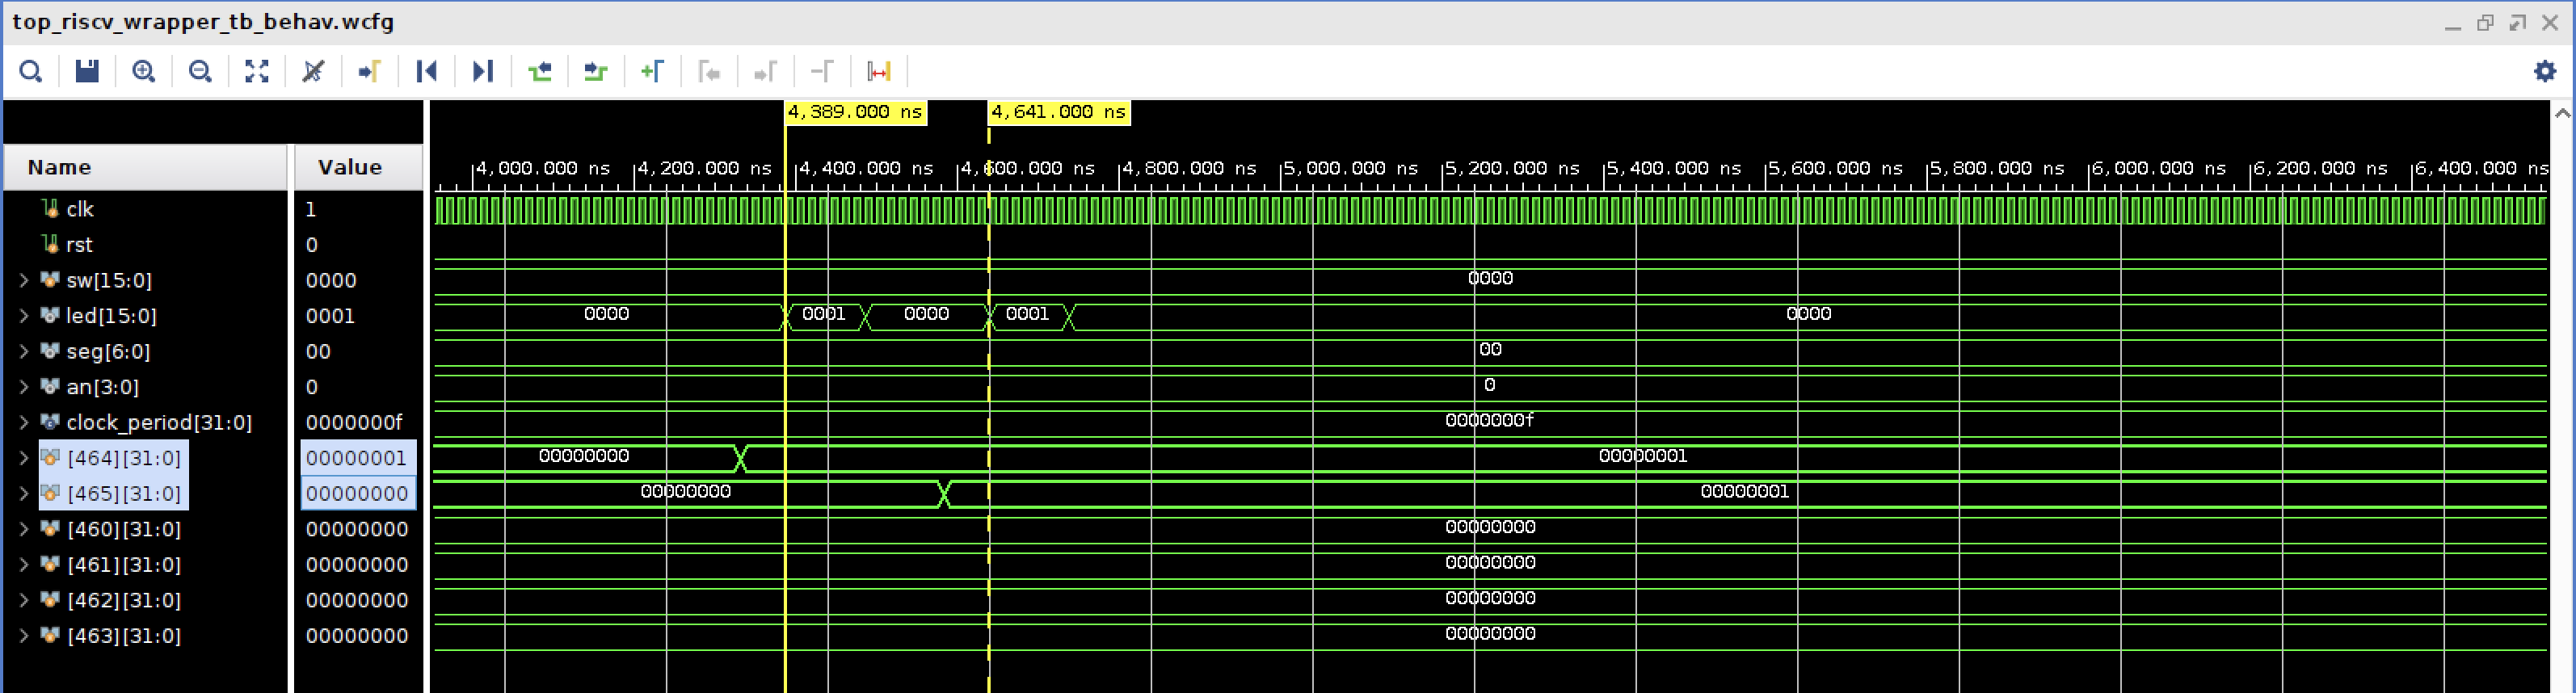 top_riscv_wrapper_tb_behav.wcfg
4,389.000 ns 4,641.000 ns
Name Value 4,000.000 ns 4,200.000 ns 4,400.000 ns 4,600.000 ns 4,800.000 ns 5,000.000 ns 5,200.000 ns 5,400.000 ns 5,600.000 ns 5,800.000 ns 6,000.000 ns 6,200.000 ns 6,400.000 ns
clk 1
rst 0
sw[15:0] 0000 0000
led[15:0] 0001 0000 0001 0000 0001 0000
seg[6:0] 00 00
an[3:0] 0 0
clock_period[31:0] 0000000f 0000000f
[464][31:0] 00000001 00000000 00000001
[465][31:0] 00000000 00000000 00000001
[460][31:0] 00000000 00000000
[461][31:0] 00000000 00000000
[462][31:0] 00000000 00000000
[463][31:0] 00000000 00000000